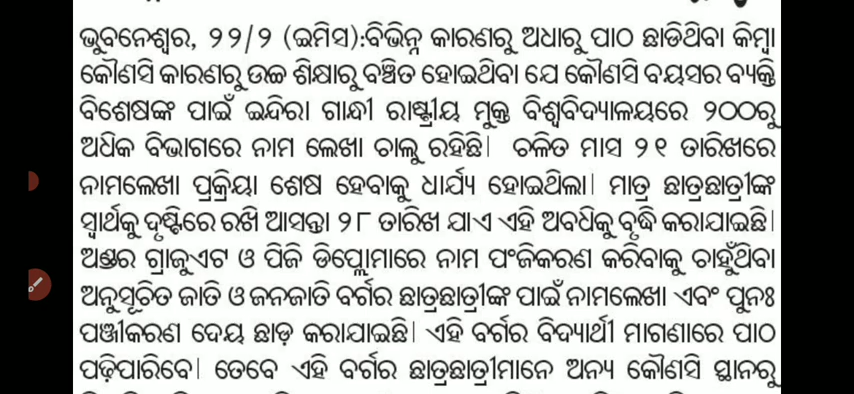 ଭୁବନେଶ୍ୱର, ୨୨/୨ (ଇମିସ):ବିଭିନ୍ନ କାରଣରୁ ଅଧାରୁ ପାଠ ଛାଡିଥିବା କିମ୍ବା
କୌଣସି କାରଣରୁ ଉଚ୍ଚ ଶିକ୍ଷାରୁ ବଞ୍ଚିତ ହୋଇଥିବା ଯେ କୌଣସି ବୟସର ବ୍ୟକ୍ତି
ବିଶେଷଙ୍କ ପାଇଁ ଇନ୍ଦିରା ଗାନ୍ଧୀ ରାଷ୍ଟ୍ରୀୟ ମୁକ୍ତ ବିଶ୍ୱବିଦ୍ୟାଳୟରେ ୨୦୦ରୁ
ଅଧିକ ବିଭାଗରେ ନାମ ଲେଖା ଚାଲୁ ରହିଛି। ଚଳିତ ମାସ ୨୧ ତାରିଖରେ
ନାମଲେଖା ପ୍ରକ୍ରିୟା ଶେଷ ହେବାକୁ ଧାର୍ଯ୍ୟ ହୋଇଥିଲା। ମାତ୍ର ଛାତ୍ରଛାତ୍ରୀଙ୍କ
ସ୍ୱାର୍ଥକୁ ଦୃଷ୍ଟିରେ ରଖି ଆସନ୍ତା ୨୮ ତାରିଖ ଯାଏ ଏହି ଅବଧିକୁ ବୃଦ୍ଧି କରାଯାଇଛି।
ଅଣ୍ଡର ଗ୍ରାଜୁଏଟ ଓ ପିଜି ଡିପ୍ଲୋମାରେ ନାମ ପଂଜିକରଣ କରିବାକୁ ଚାହୁଁଥିବା
ଅନୁସୂଚିତ ଜାତି ଓ ଜନଜାତି ବର୍ଗର ଛାତ୍ରଛାତ୍ରୀଙ୍କ ପାଇଁ ନାମଲେଖା ଏବଂ ପୁନଃ
ପଞ୍ଜୀକରଣ ଦେୟ ଛାଡ଼ କରାଯାଇଛି। ଏହି ବର୍ଗର ବିଦ୍ୟାର୍ଥୀ ମାଗଣାରେ ପାଠ
ପଢ଼ିପାରିବେ। ତେବେ ଏହି ବର୍ଗର ଛାତ୍ରଛାତ୍ରୀମାନେ ଅନ୍ୟ କୌଣସି ସ୍ଥାନରୁ